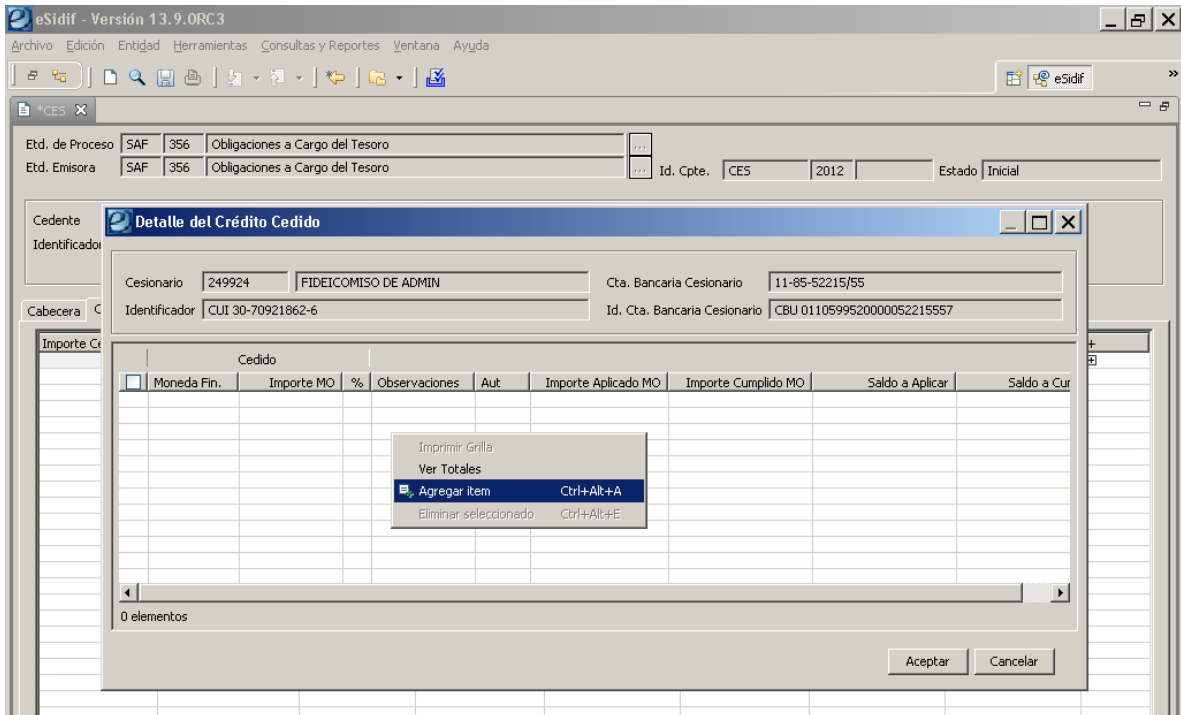 eSidif - Versión 13.9.0RC3
Archivo Edición Entidad Herramientas Consultas y Reportes Ventana Ayuda
eSidif
*CES
Etd. de Proceso SAF 356 Obligaciones a Cargo del Tesoro ...
Etd. Emisora SAF 356 Obligaciones a Cargo del Tesoro ... Id. Cpte. CES 2012 Estado Inicial
Cedente
Identificador
Detalle del Crédito Cedido
Cesionario 249924 FIDEICOMISO DE ADMIN Cta. Bancaria Cesionario 11-85-52215/55
Identificador CUI 30-70921862-6 Id. Cta. Bancaria Cesionario CBU 0110599520000052215557
Cabecera C
Importe Ce
Cedido
Moneda Fin. Importe MO % Observaciones Aut Importe Aplicado MO Importe Cumplido MO Saldo a Aplicar Saldo a Cur
Imprimir Grilla
Ver Totales
Agregar item Ctrl+Alt+A
Eliminar seleccionado Ctrl+Alt+E
0 elementos
Aceptar Cancelar